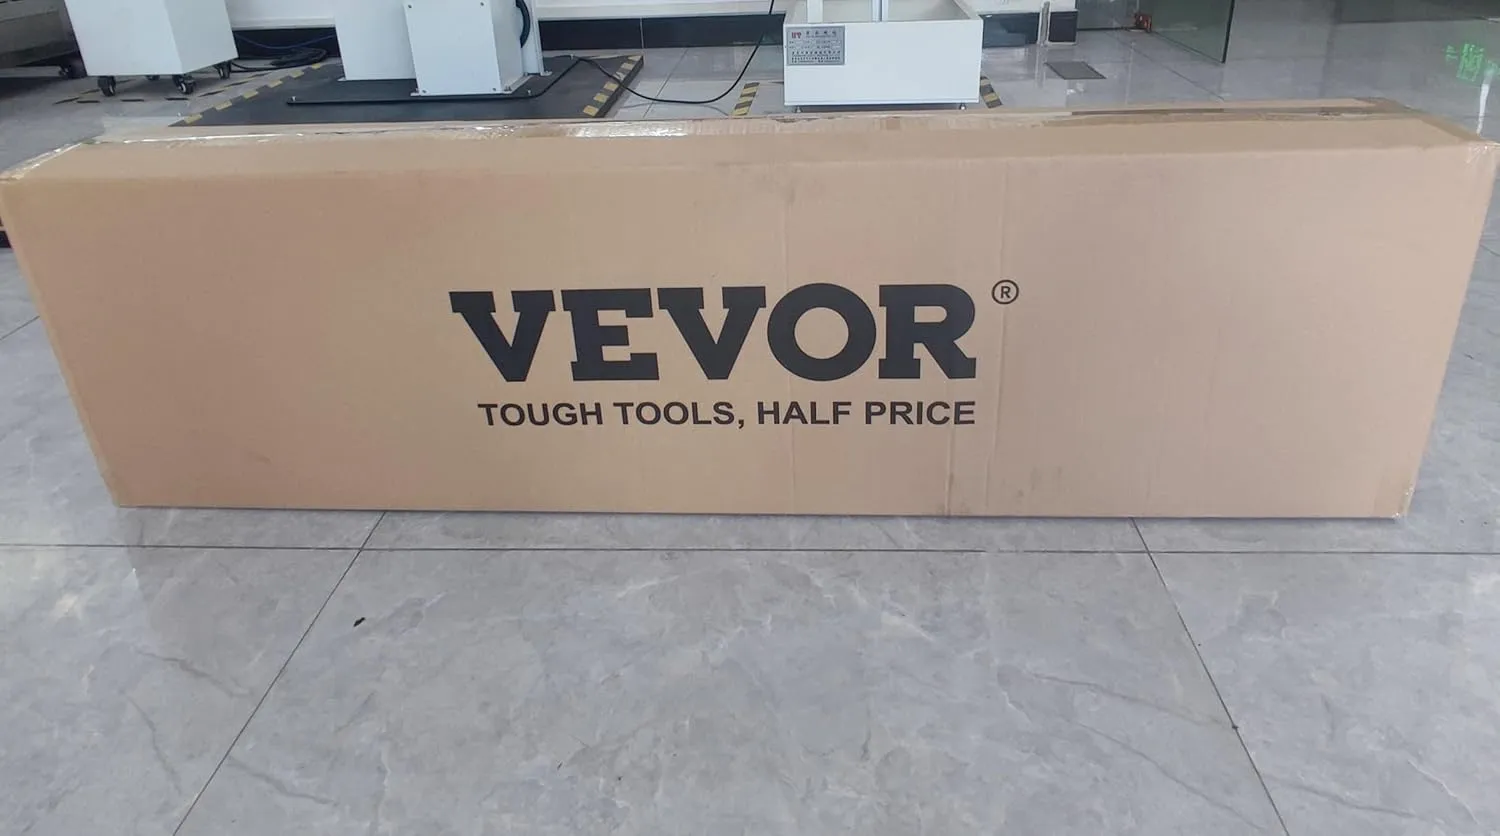 VEVOR®
TOUGH TOOLS, HALF PRICE